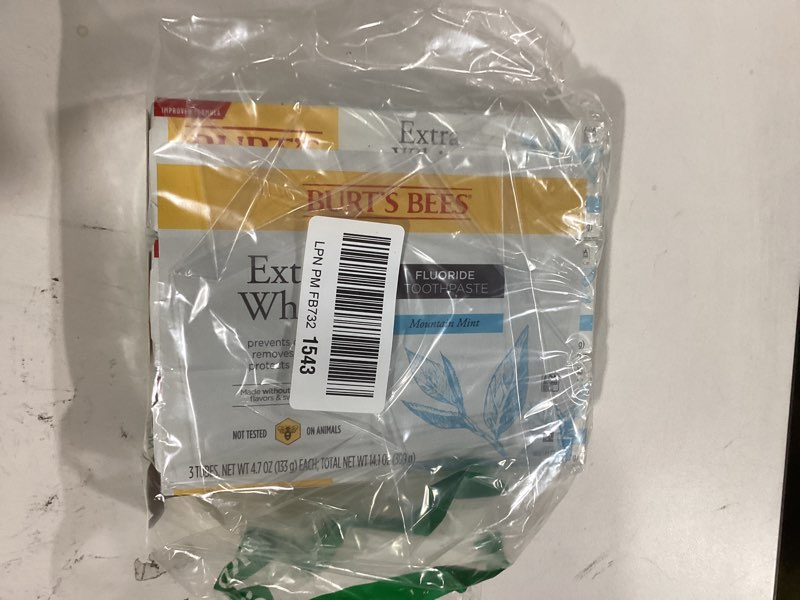 IMPROVED FORMULA
BURT'S
Extra
BURT'S BEES
Ext
Wh
FLUORIDE
TOOTHPASTE
Mountain Mint
prevents
removes
protects
Made without
flavors & sw
NOT TESTED ON ANIMALS
3 TUBES, NET WT 4.7 OZ (133 g) EACH; TOTAL NET WT 14.1 OZ (399 g)
LPN PM FB732 1543